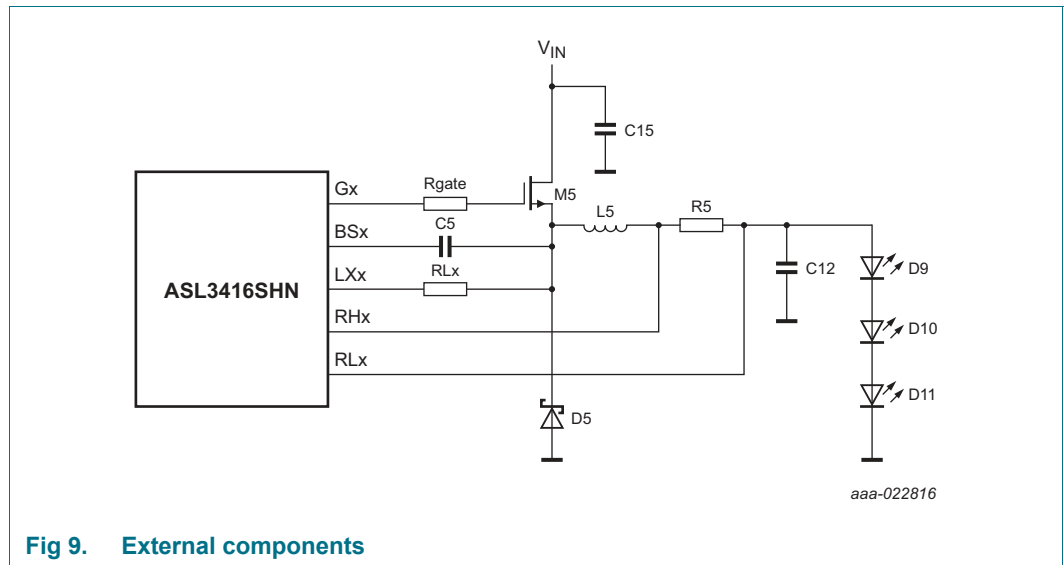 VIN
C15
Gx
Rgate
M5
BSx
C5
L5
R5
LXx
RLx
C12
D9
ASL3416SHN
RHx
D10
RLx
D11
D5
aaa-022816
Fig 9. External components